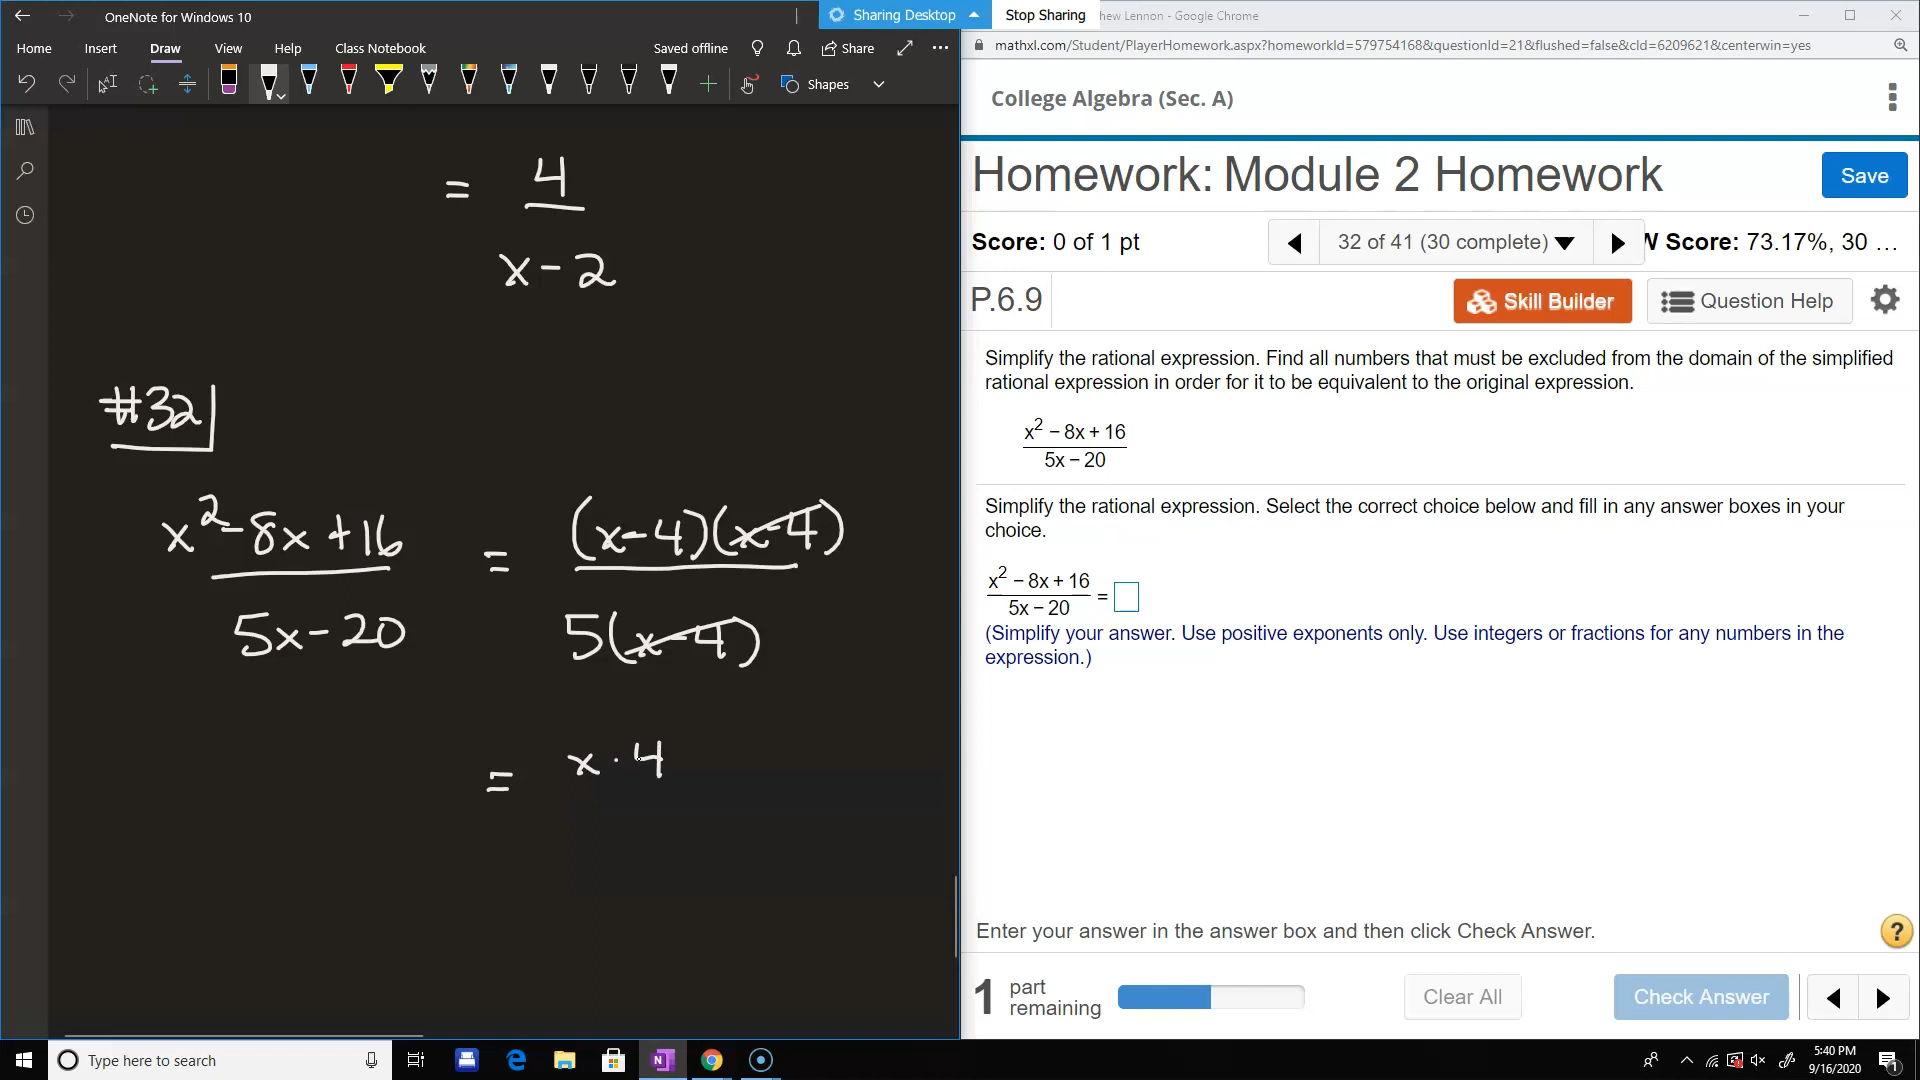 OneNote for Windows 10
Sharing Desktop
Stop Sharing
hew Lennon - Google Chrome
Home Insert Draw View Help Class Notebook Saved offline Share
mathxl.com/Student/PlayerHomework.aspx?homeworkId=579754168&questionId=21&flushed=false&cId=6209621&centerwin=yes
Shapes
College Algebra (Sec. A)
Homework: Module 2 Homework
Save
Score: 0 of 1 pt
32 of 41 (30 complete)
W Score: 73.17%, 30 ...
P.6.9
Skill Builder
Question Help
Simplify the rational expression. Find all numbers that must be excluded from the domain of the simplified
rational expression in order for it to be equivalent to the original expression.
x² − 8x + 16
5x − 20
Simplify the rational expression. Select the correct choice below and fill in any answer boxes in your
choice.
x² − 8x + 16
5x − 20
=
(Simplify your answer. Use positive exponents only. Use integers or fractions for any numbers in the
expression.)
Enter your answer in the answer box and then click Check Answer.
?
1 part
remaining
Clear All
Check Answer
= 4
x - 2
#32
x² - 8x + 16 = (x-4)(x-4)
5x - 20 5(x-4)
= x · 4
Type here to search
5:40 PM
9/16/2020
1